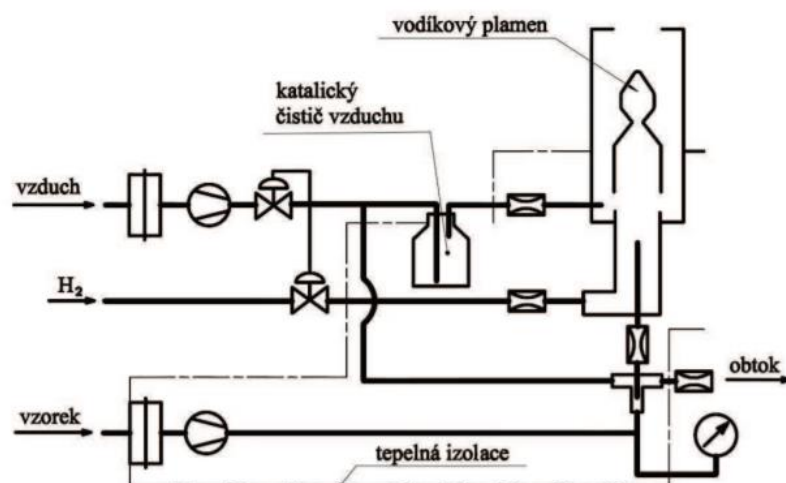 vodíkový plamen
katalický
čistič vzduchu
vzduch
H₂
obtok
vzorek
tepelná izolace